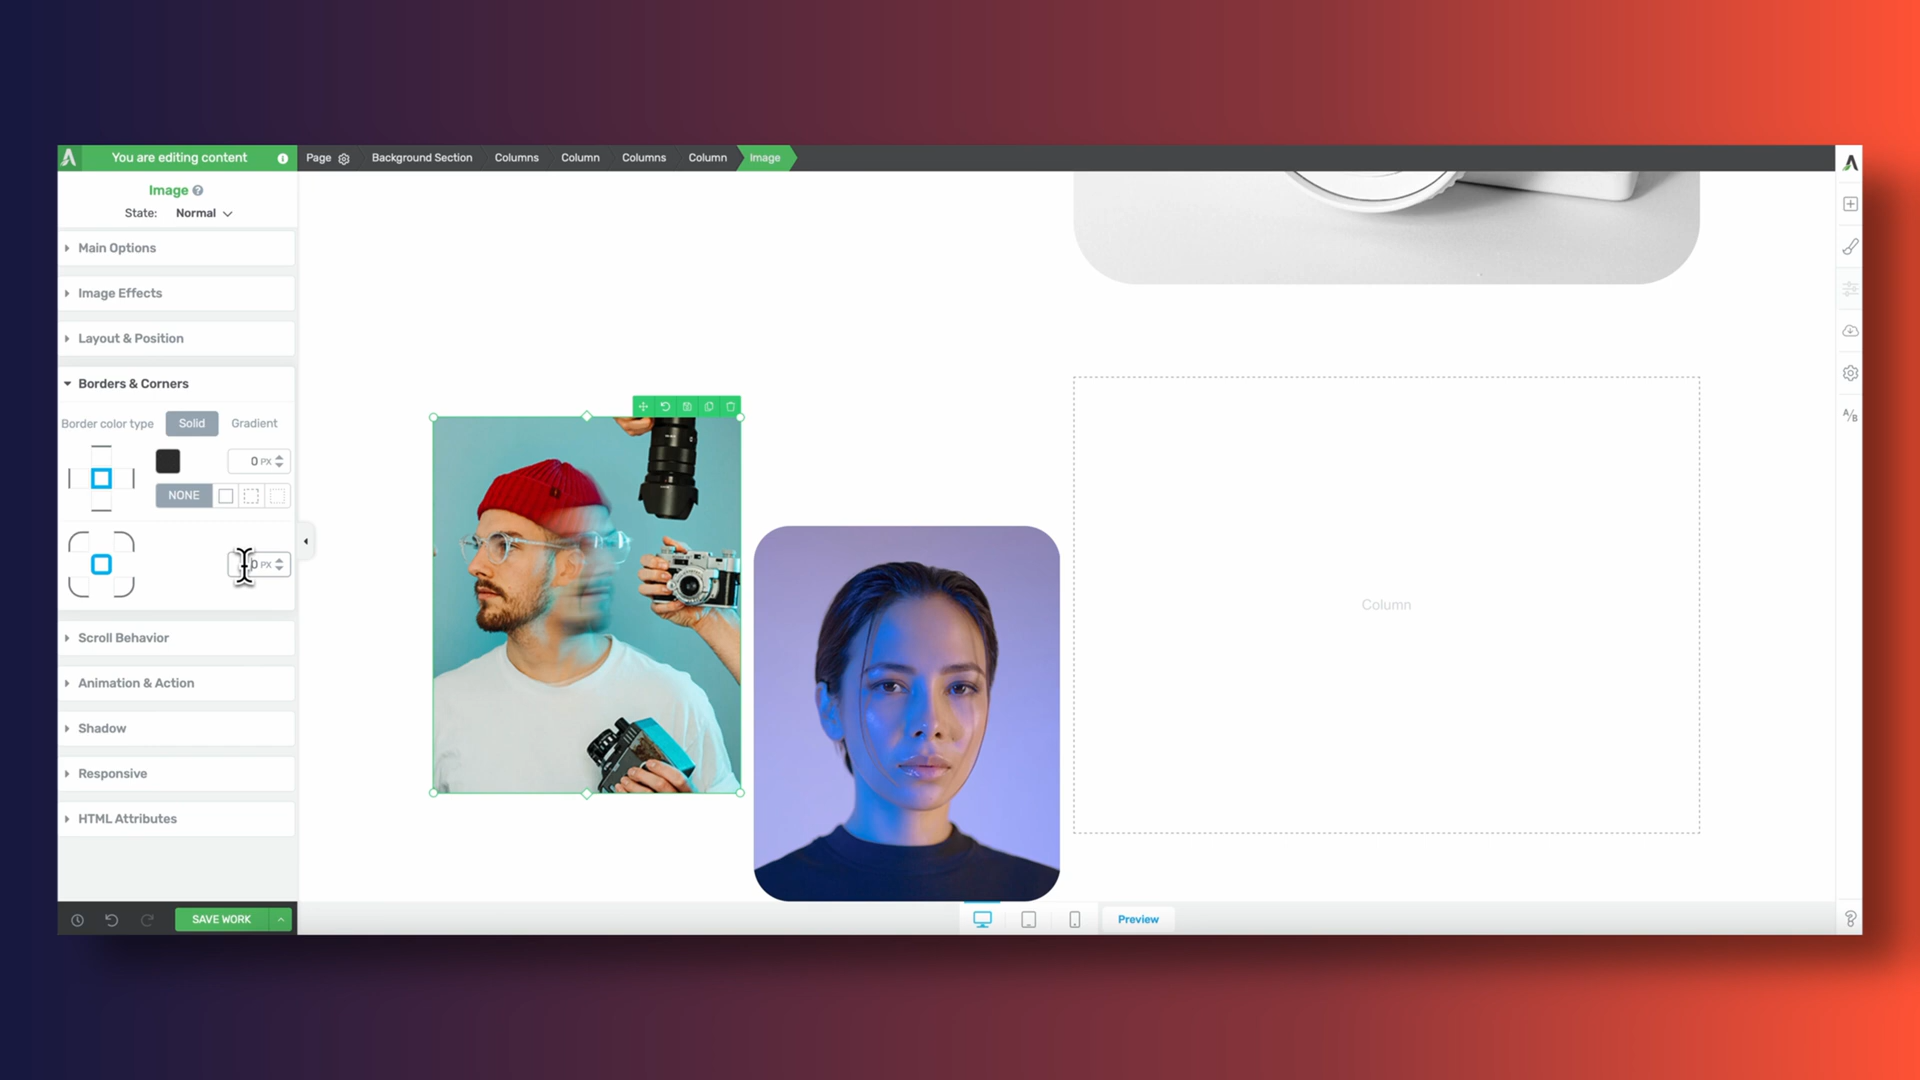 You are editing content
Page
Background Section
Columns
Column
Columns
Column
Image
Image
State: Normal
Main Options
Image Effects
Layout & Position
Borders & Corners
Border color type Solid Gradient
0 PX
NONE
0 PX
Scroll Behavior
Animation & Action
Shadow
Responsive
HTML Attributes
SAVE WORK
Column
Preview
A/B